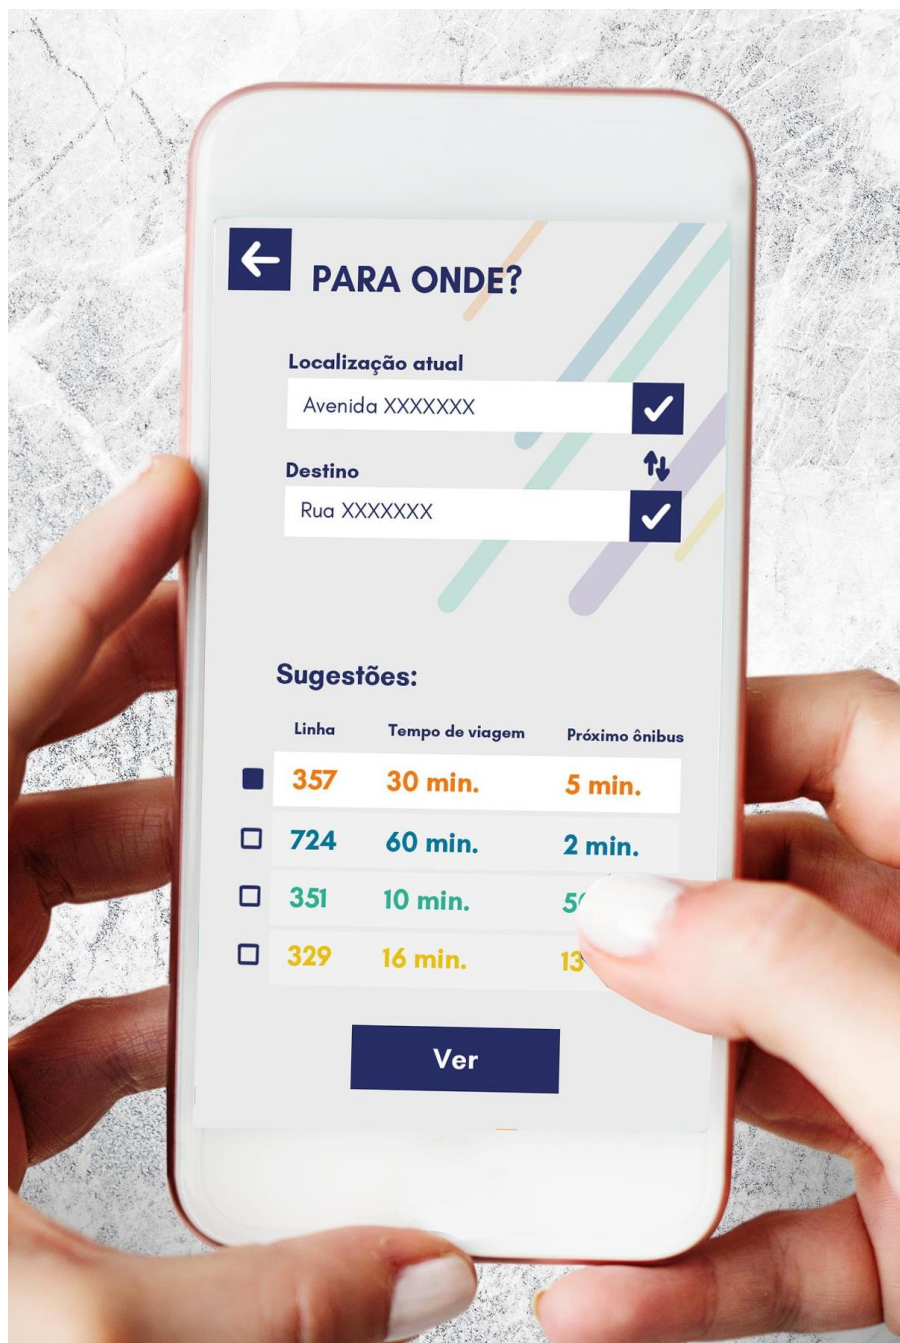 PARA ONDE?
Localização atual
Avenida XXXXXXX
Destino
Rua XXXXXXX
Sugestões:
Linha Tempo de viagem Próximo ônibus
357 30 min. 5 min.
724 60 min. 2 min.
351 10 min.
329 16 min. 13
Ver